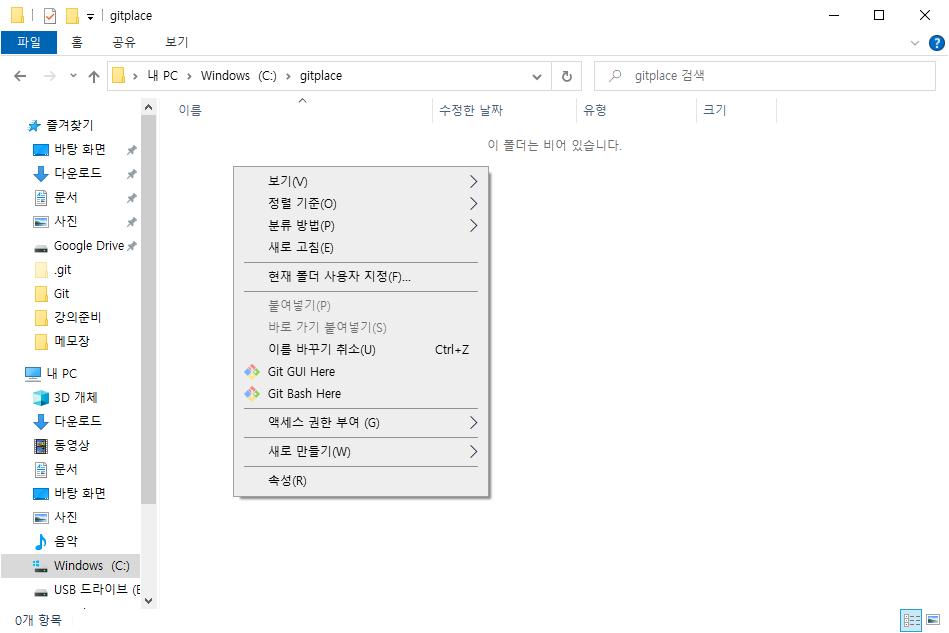 gitplace
파일 홈 공유 보기
내 PC Windows (C:) gitplace
gitplace 검색
이름 수정한 날짜 유형 크기
이 폴더는 비어 있습니다.
즐겨찾기
바탕 화면
다운로드
문서
사진
Google Drive
.git
Git
강의준비
메모장
내 PC
3D 개체
다운로드
동영상
문서
바탕 화면
사진
음악
Windows (C:)
USB 드라이브 (E
보기(V)
정렬 기준(O)
분류 방법(P)
새로 고침(E)
현재 폴더 사용자 지정(F)...
붙여넣기(P)
바로 가기 붙여넣기(S)
이름 바꾸기 취소(U) Ctrl+Z
Git GUI Here
Git Bash Here
액세스 권한 부여 (G)
새로 만들기(W)
속성(R)
0개 항목